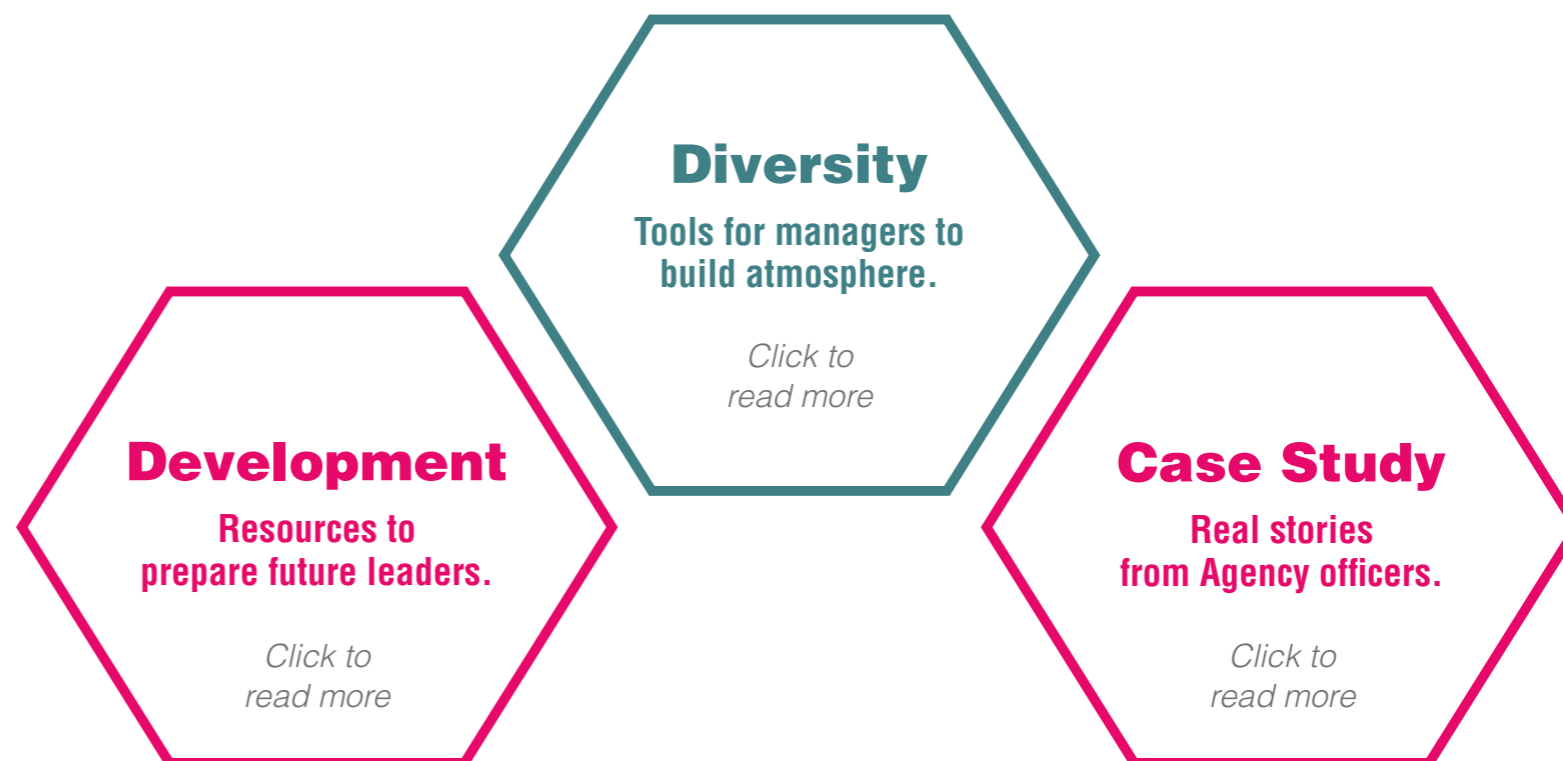 Diversity
Tools for managers to
build atmosphere.
Click to
read more
Development
Resources to
prepare future leaders.
Click to
read more
Case Study
Real stories
from Agency officers.
Click to
read more